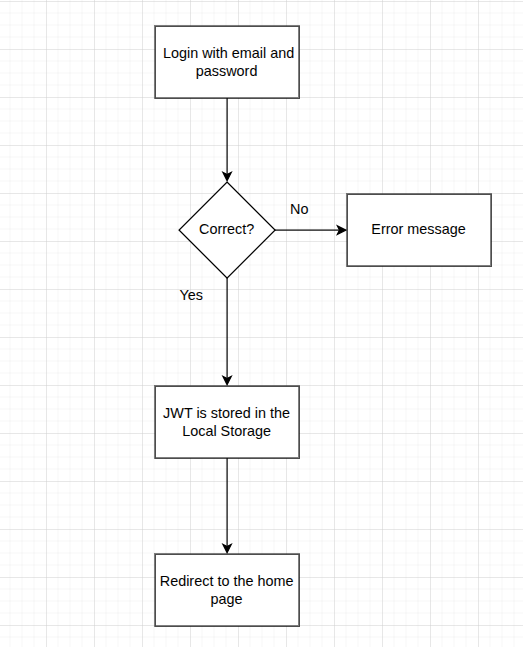 Login with email and
password
Correct?
No
Error message
Yes
JWT is stored in the
Local Storage
Redirect to the home
page